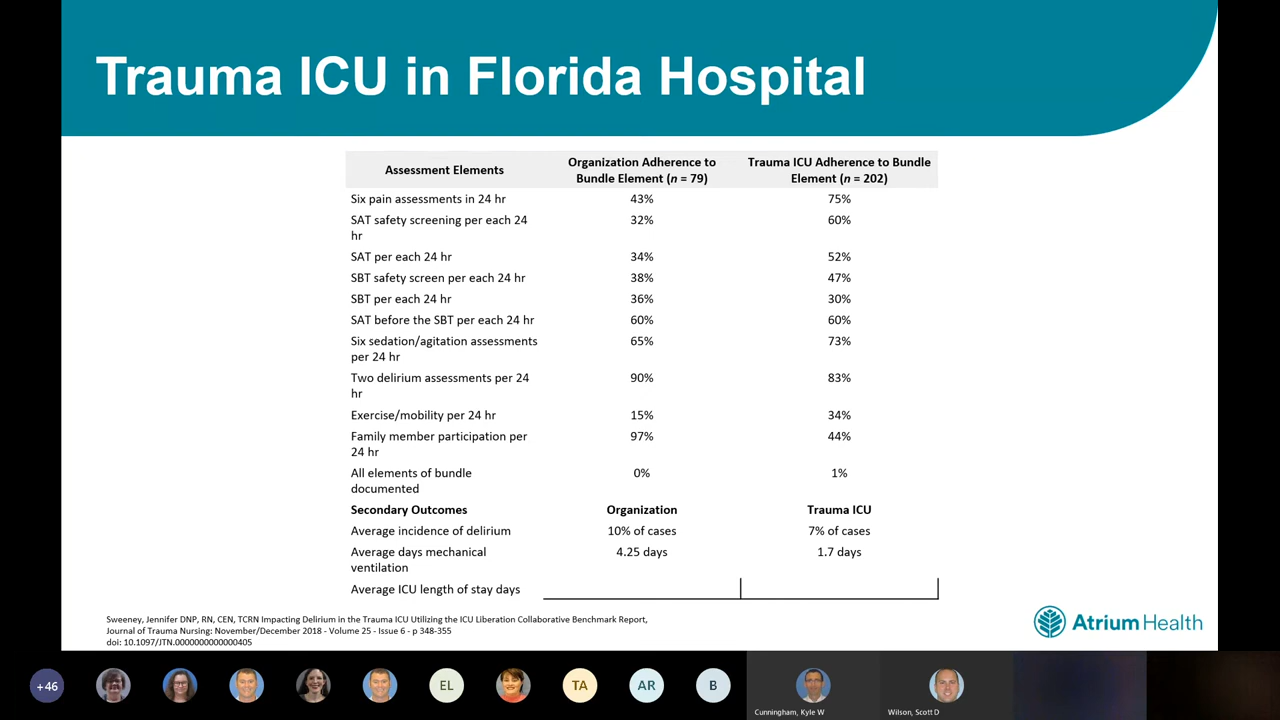 Trauma ICU in Florida Hospital
Assessment Elements
Organization Adherence to
Bundle Element (n = 79)
Trauma ICU Adherence to Bundle
Element (n = 202)
Six pain assessments in 24 hr 43% 75%
SAT safety screening per each 24 32% 60%
hr
SAT per each 24 hr 34% 52%
SBT safety screen per each 24 hr 38% 47%
SBT per each 24 hr 36% 30%
SAT before the SBT per each 24 hr 60% 60%
Six sedation/agitation assessments 65% 73%
per 24 hr
Two delirium assessments per 24 90% 83%
hr
Exercise/mobility per 24 hr 15% 34%
Family member participation per 97% 44%
24 hr
All elements of bundle 0% 1%
documented
Secondary Outcomes Organization Trauma ICU
Average incidence of delirium 10% of cases 7% of cases
Average days mechanical 4.25 days 1.7 days
ventilation
Average ICU length of stay days
Sweeney, Jennifer DNP, RN, CEN, TCRN Impacting Delirium in the Trauma ICU Utilizing the ICU Liberation Collaborative Benchmark Report,
Journal of Trauma Nursing: November/December 2018 - Volume 25 - Issue 6 - p 348-355
doi: 10.1097/JTN.0000000000000405
Atrium Health
+46
EL
TA
AR
B
Cunningham, Kyle W
Wilson, Scott D